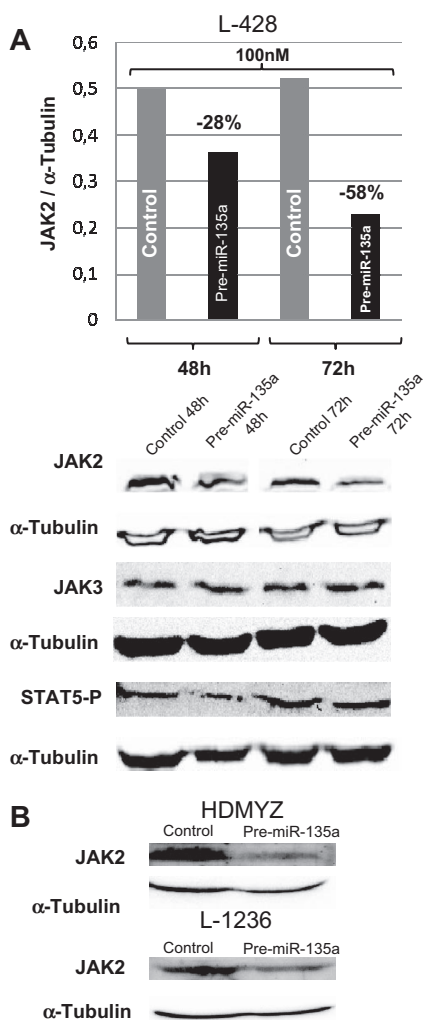 A
L-428
0,6
100nM
0,5
-28%
0,4
0,3
-58%
0,2
0,1
0
JAK2 / α-Tubulin
Control
Pre-miR-135a
Control
Pre-miR-135a
48h
72h
Control 48h
Pre-miR-135a
48h
Control 72h
Pre-miR-135a
72h
JAK2
α-Tubulin
JAK3
α-Tubulin
STAT5-P
α-Tubulin
B
HDMYZ
Control Pre-miR-135a
JAK2
α-Tubulin
L-1236
Control Pre-miR-135a
JAK2
α-Tubulin